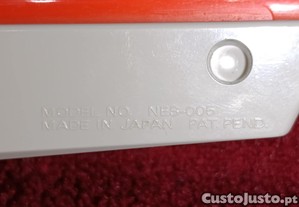 MODEL NO. NES-005
MADE IN JAPAN PAT. PEND.
CustoJusto.pt